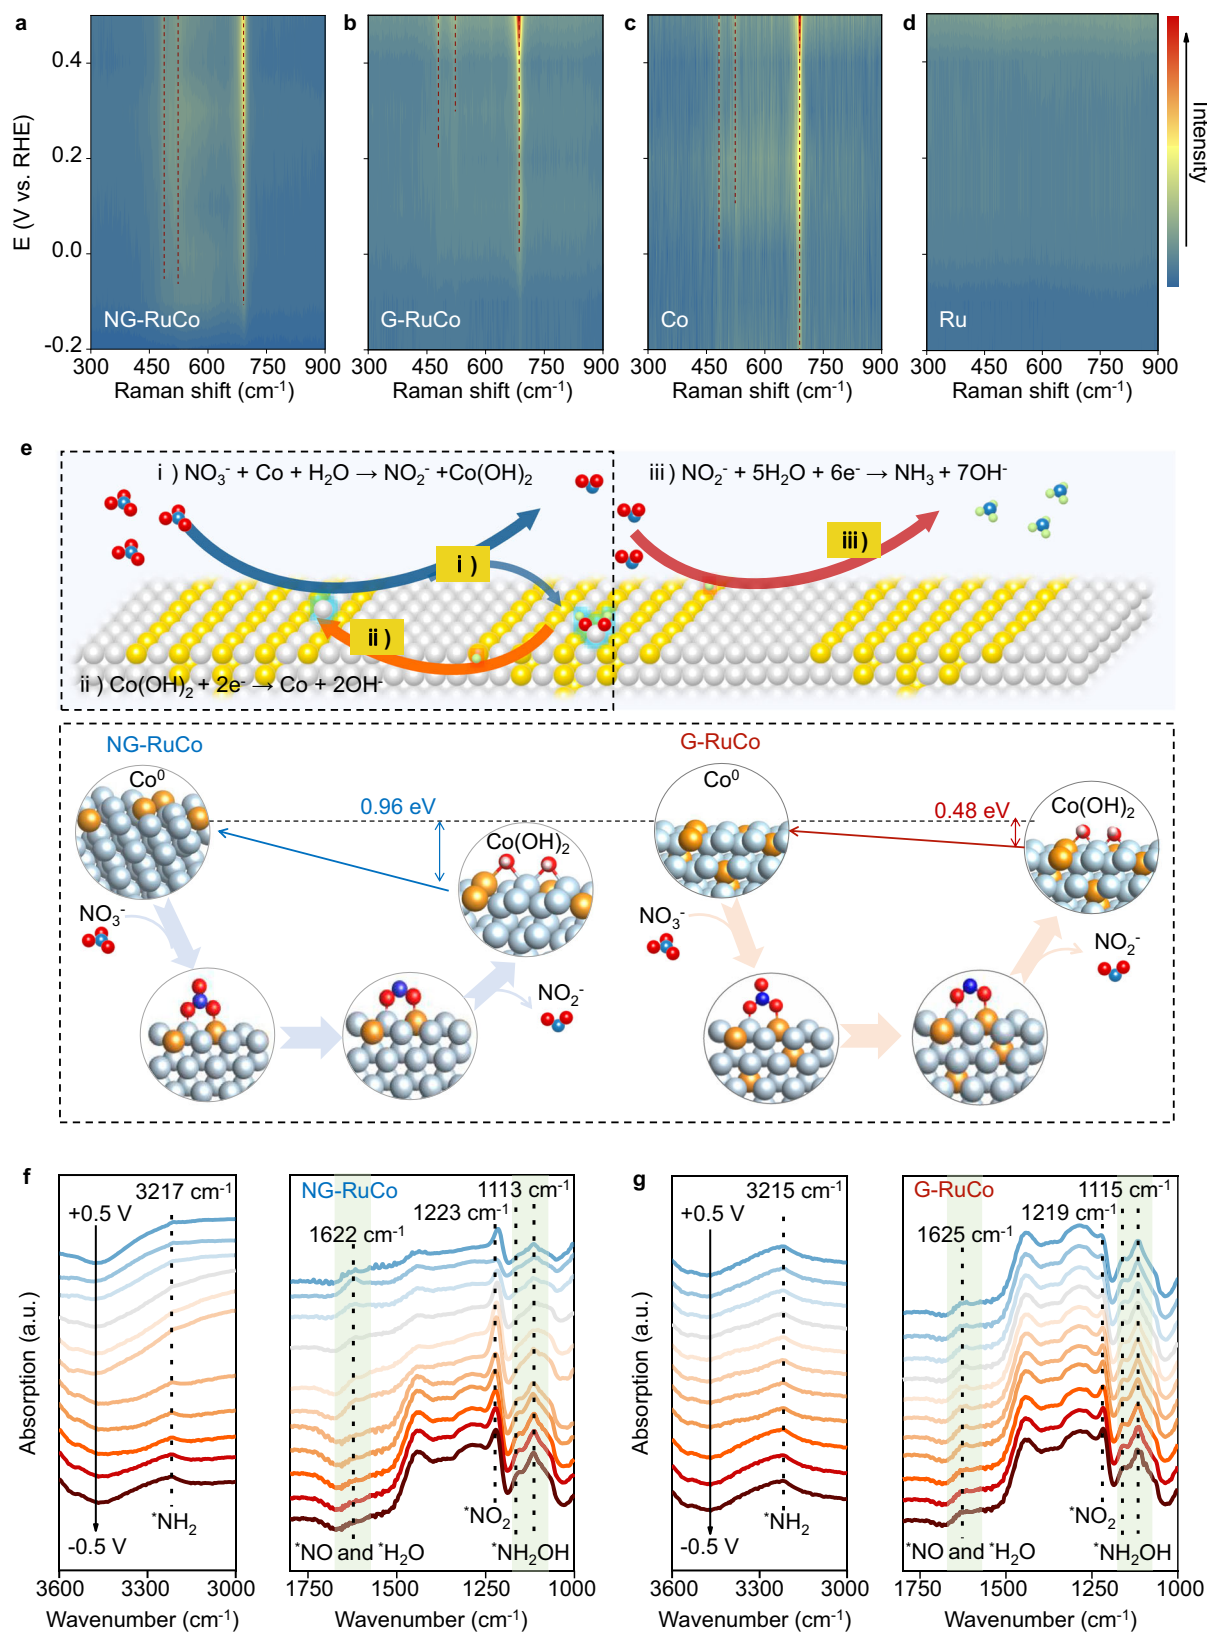 a
b
c
d
0.4
0.2
0.0
-0.2
E (V vs. RHE)
NG-RuCo
G-RuCo
Co
Ru
300 450 600 750 900
300 450 600 750 900
300 450 600 750 900
300 450 600 750 900
Raman shift (cm⁻¹)
Raman shift (cm⁻¹)
Raman shift (cm⁻¹)
Raman shift (cm⁻¹)
Intensity
e
i ) NO₃⁻ + Co + H₂O → NO₂⁻ +Co(OH)₂
iii) NO₂⁻ + 5H₂O + 6e⁻ → NH₃ + 7OH⁻
i )
iii)
ii )
ii ) Co(OH)₂ + 2e⁻ → Co + 2OH⁻
NG-RuCo
Co⁰
0.96 eV
Co(OH)₂
NO₃⁻
NO₂⁻
G-RuCo
Co⁰
0.48 eV
Co(OH)₂
NO₃⁻
NO₂⁻
f
3217 cm⁻¹
+0.5 V
-0.5 V
*NH₂
Absorption (a.u.)
3600 3300 3000
Wavenumber (cm⁻¹)
NG-RuCo
1113 cm⁻¹
1223 cm⁻¹
1622 cm⁻¹
*NO₂
*NO and *H₂O
*NH₂OH
1750 1500 1250 1000
Wavenumber (cm⁻¹)
g
3215 cm⁻¹
+0.5 V
-0.5 V
*NH₂
Absorption (a.u.)
3600 3300 3000
Wavenumber (cm⁻¹)
G-RuCo
1115 cm⁻¹
1219 cm⁻¹
1625 cm⁻¹
*NO₂
*NO and *H₂O
*NH₂OH
1750 1500 1250 1000
Wavenumber (cm⁻¹)